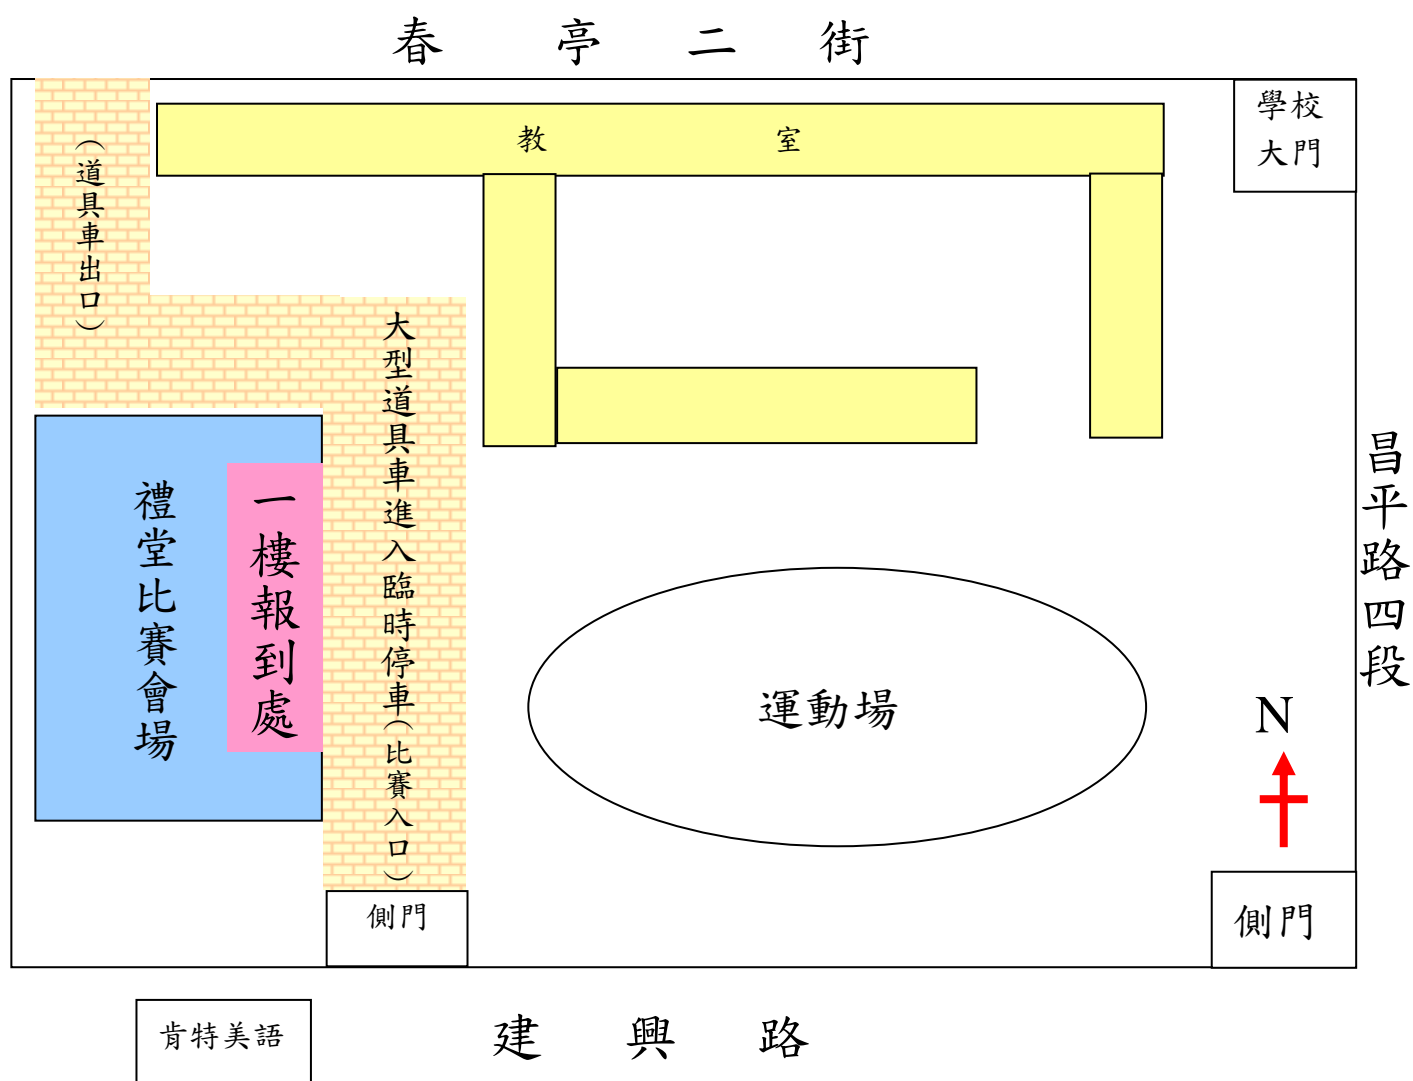 春亭二街
學校
大門
教室
（道具車出口）
大型道具車進入臨時停車（比賽入口）
禮堂比賽會場
一樓報到處
昌平路四段
運動場
N
側門
側門
肯特美語
建興路